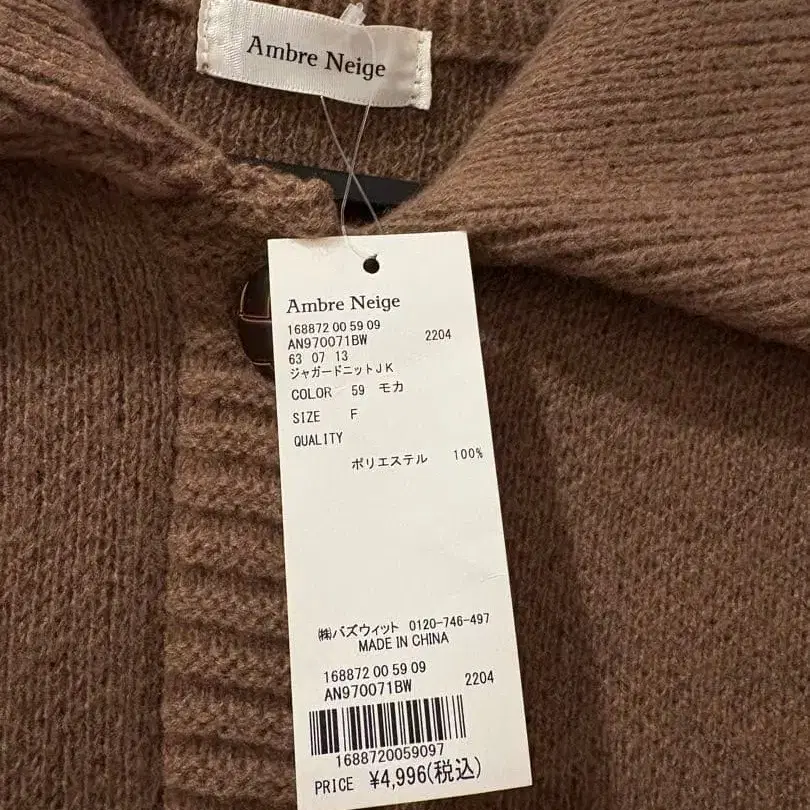 Ambre Neige
Ambre Neige
168872 00 59 09
AN970071BW 2204
63 07 13
ジャガードニットJK
COLOR 59 モカ
SIZE F
QUALITY
ポリエステル 100%
㈱バズウィット 0120-746-497
MADE IN CHINA
168872 00 59 09
AN970071BW 2204
1688720059097
PRICE ¥4,996(税込)